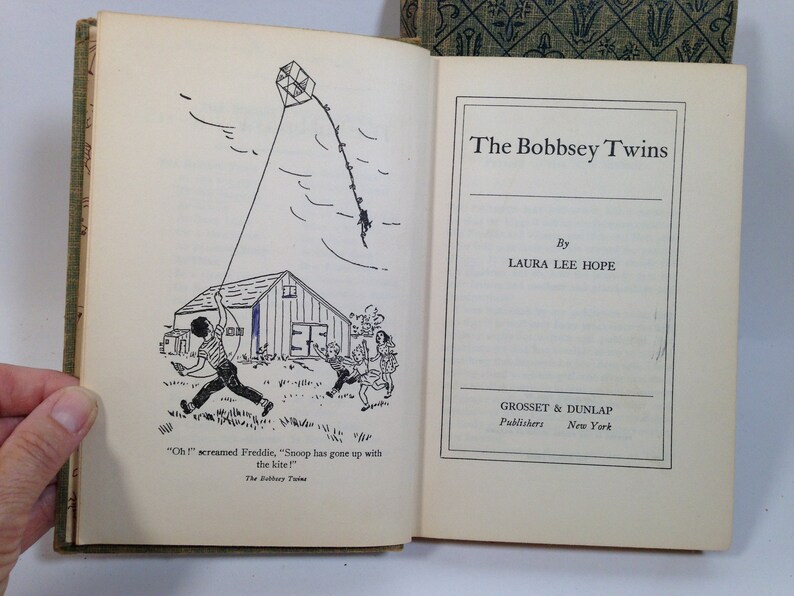 "Oh!" screamed Freddie, "Snoop has gone up with
the kite!"
The Bobbsey Twins
The Bobbsey Twins
By
LAURA LEE HOPE
GROSSET & DUNLAP
Publishers New York